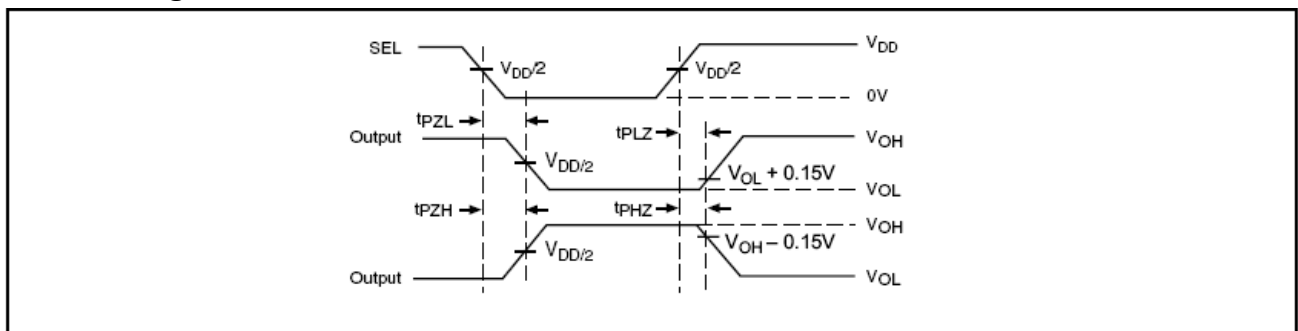 SEL
VDD/2
VDD/2
VDD
0V
tPZL
tPLZ
Output
VOH
VDD/2
VOL + 0.15V
VOL
tPZH
tPHZ
VOH
VOH – 0.15V
VDD/2
Output
VOL